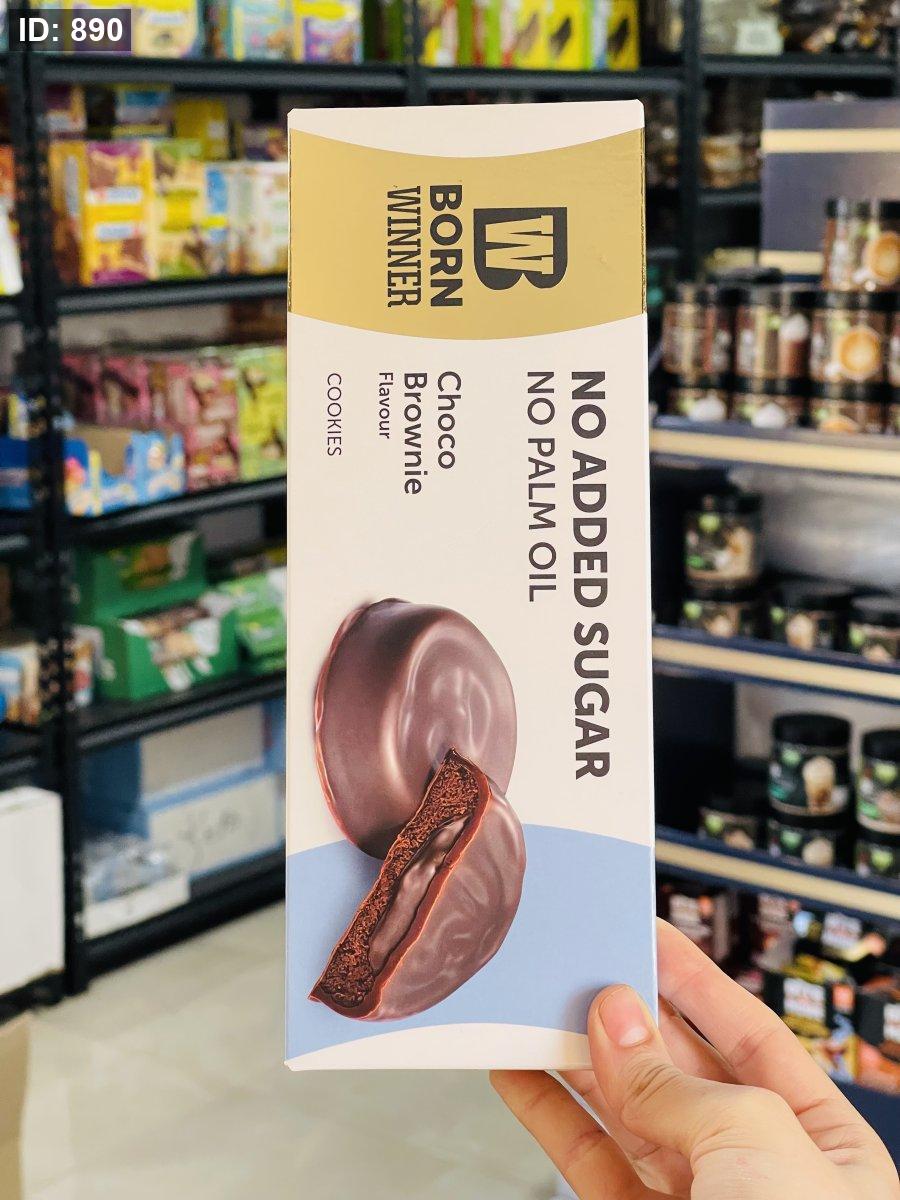 ID: 890
BORN
WINNER
NO ADDED SUGAR
NO PALM OIL
Choco
Brownie
Flavour
COOKIES